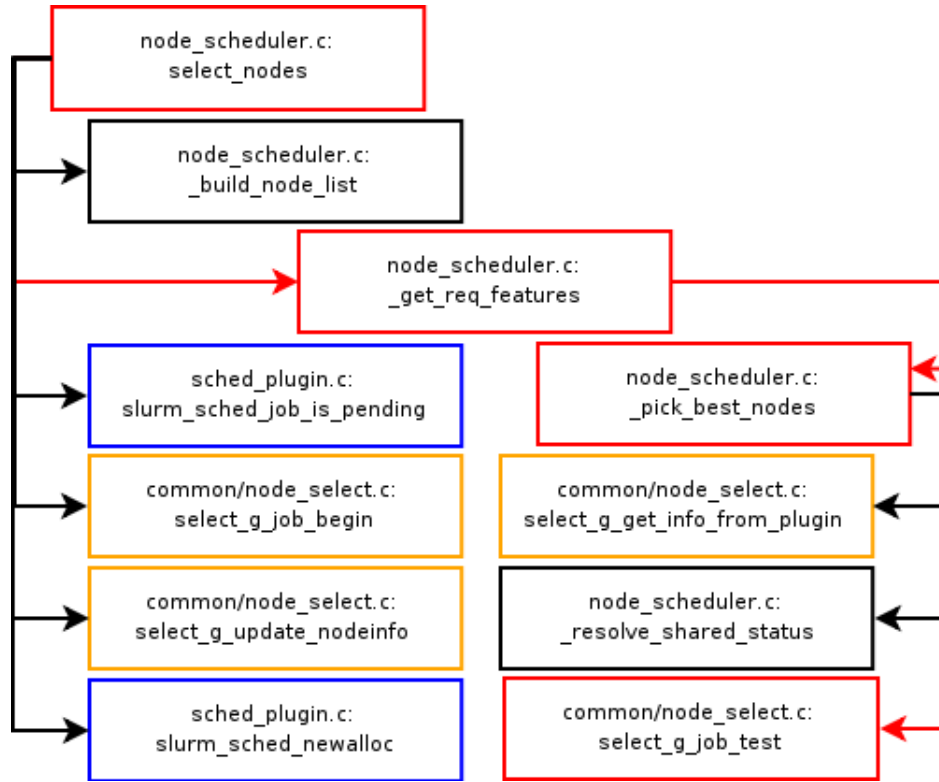 node_scheduler.c:
select_nodes
node_scheduler.c:
_build_node_list
node_scheduler.c:
_get_req_features
sched_plugin.c:
slurm_sched_job_is_pending
node_scheduler.c:
_pick_best_nodes
common/node_select.c:
select_g_job_begin
common/node_select.c:
select_g_get_info_from_plugin
common/node_select.c:
select_g_update_nodeinfo
node_scheduler.c:
_resolve_shared_status
sched_plugin.c:
slurm_sched_newalloc
common/node_select.c:
select_g_job_test